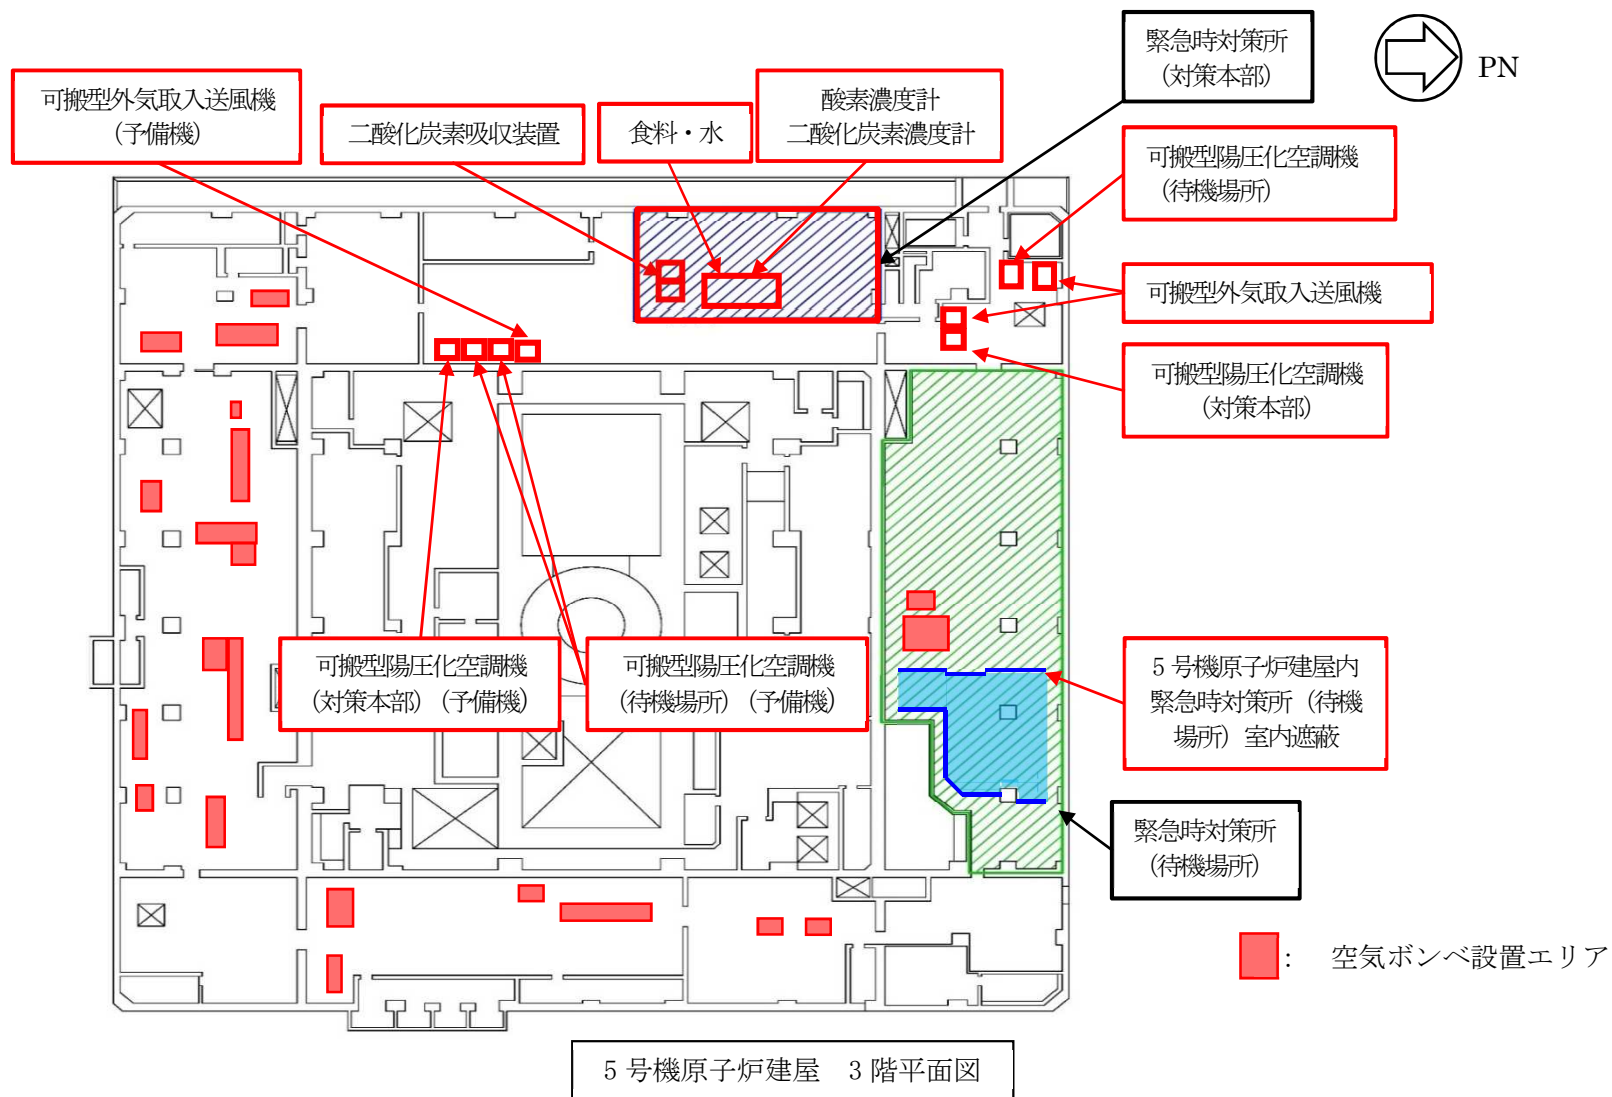 緊急時対策所
（対策本部）
PN
可搬型外気取入送風機
（予備機）
二酸化炭素吸収装置
食料・水
酸素濃度計
二酸化炭素濃度計
可搬型陽圧化空調機
（待機場所）
可搬型外気取入送風機
可搬型陽圧化空調機
（対策本部）
可搬型陽圧化空調機
（対策本部）（予備機）
可搬型陽圧化空調機
（待機場所）（予備機）
5 号機原子炉建屋内
緊急時対策所（待機
場所）室内遮蔽
緊急時対策所
（待機場所）
： 空気ボンベ設置エリア
5 号機原子炉建屋　3 階平面図